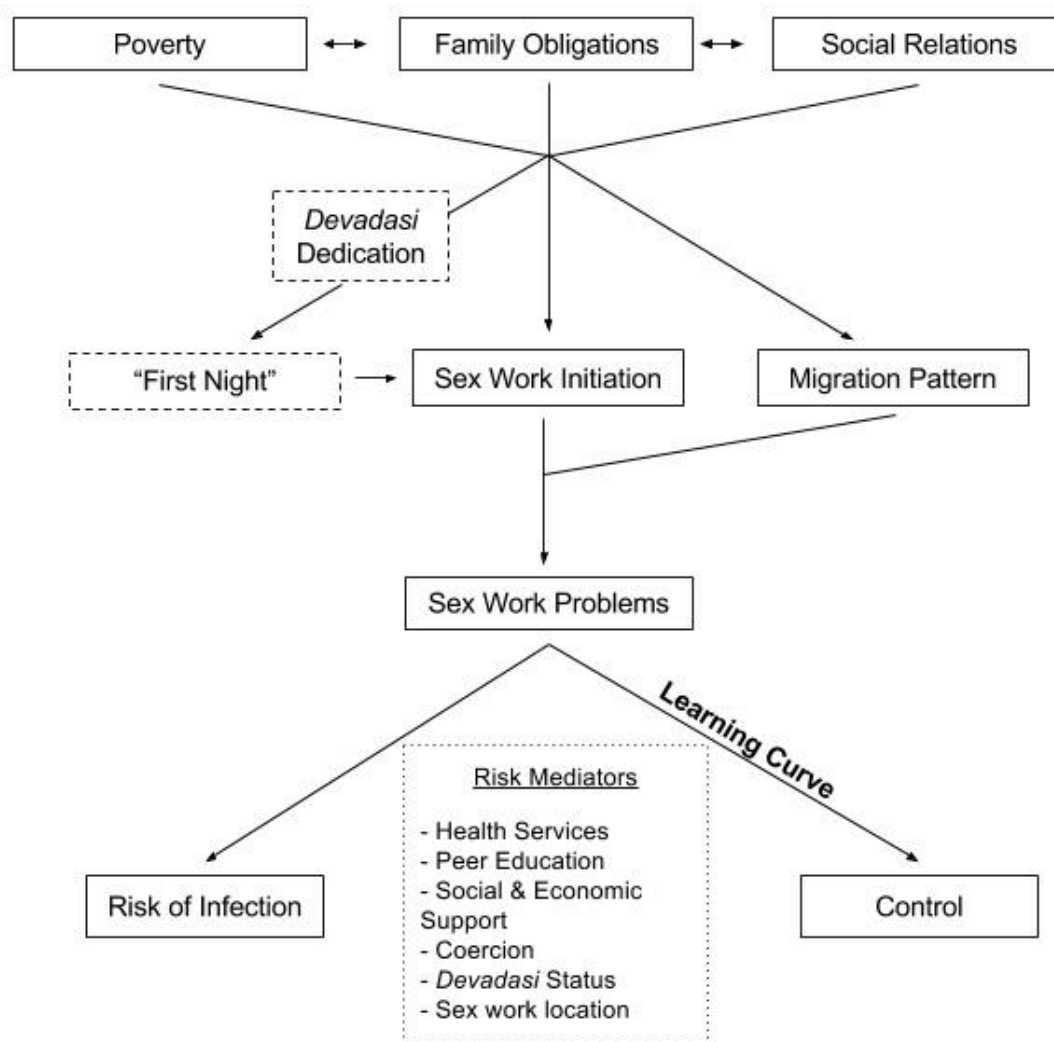 Poverty
Family Obligations
Social Relations
Devadasi
Dedication
“First Night”
Sex Work Initiation
Migration Pattern
Sex Work Problems
Learning Curve
Risk Mediators
- Health Services
- Peer Education
- Social & Economic
Support
- Coercion
- Devadasi Status
- Sex work location
Risk of Infection
Control